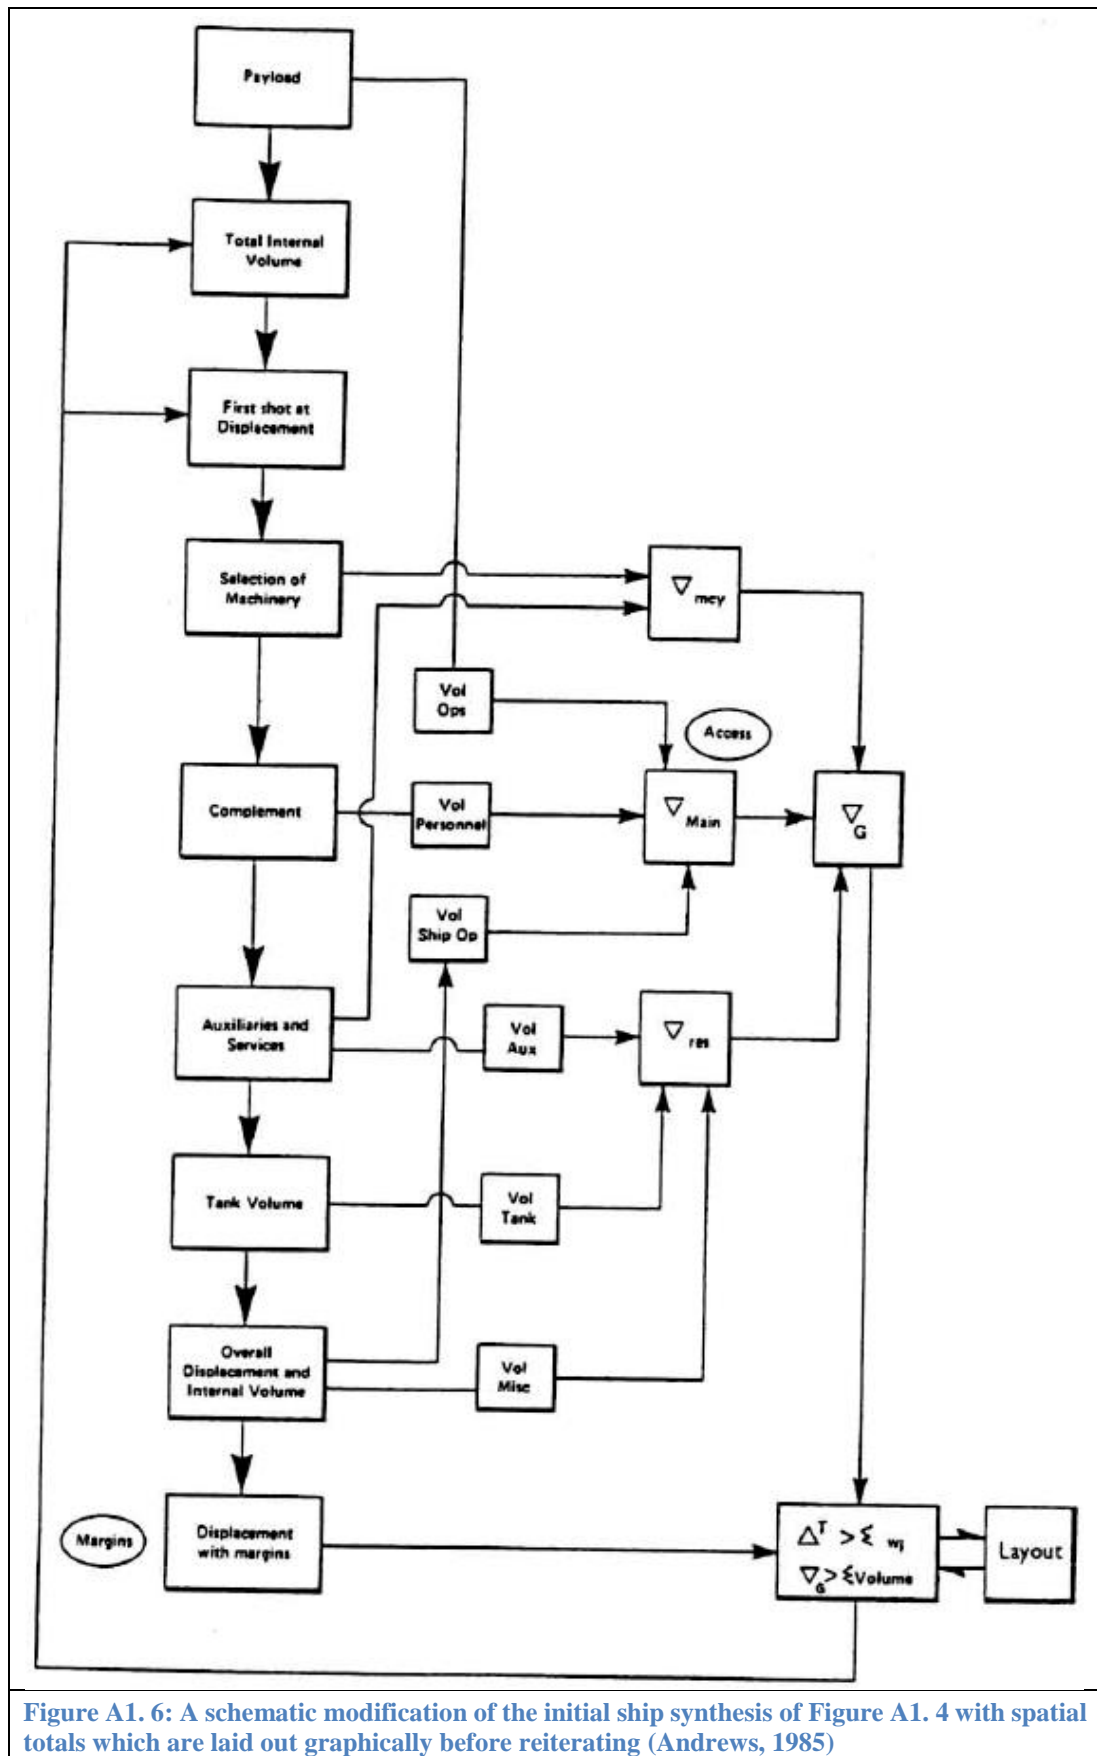 Payload
Total Internal
Volume
First shot at
Displacement
Selection of
Machinery
▽ mcy
Vol
Ops
Access
Complement
Vol
Personnel
▽ Main
▽ G
Vol
Ship Op
Auxiliaries and
Services
Vol
Aux
▽ res
Tank Volume
Vol
Tank
Overall
Displacement and
Internal Volume
Vol
Misc
Margins
Displacement
with margins
△ T > ξ wj
▽ G > ξ Volume
Layout
Figure A1. 6: A schematic modification of the initial ship synthesis of Figure A1. 4 with spatial
totals which are laid out graphically before reiterating (Andrews, 1985)